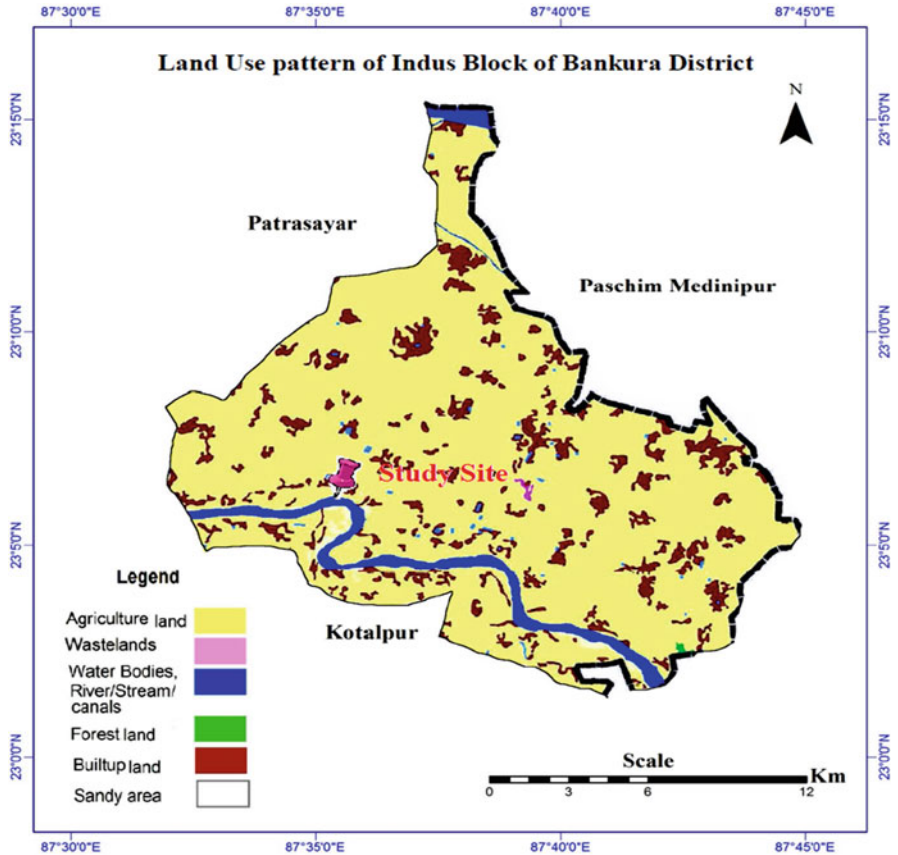 87°30'0"E 87°35'0"E 87°40'0"E 87°45'0"E
Land Use pattern of Indus Block of Bankura District
N
23°15'0"N 23°15'0"N
Patrasayar
Paschim Medinipur
23°10'0"N 23°10'0"N
Study Site
23°5'0"N 23°5'0"N
Legend
Agriculture land
Wastelands
Water Bodies,
River/Stream/
canals
Forest land
Builtup land
Sandy area
Kotalpur
23°0'0"N 23°0'0"N
Scale
Km
0 3 6 12
87°30'0"E 87°35'0"E 87°40'0"E 87°45'0"E